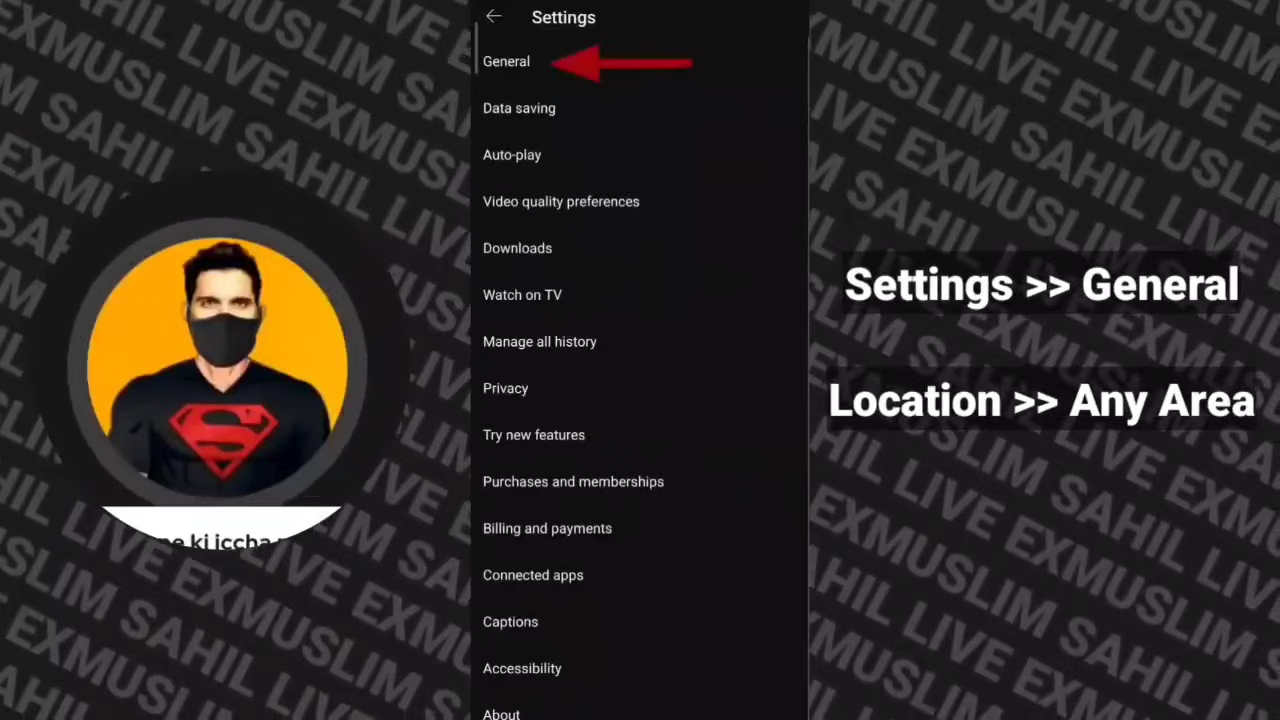 Settings
General
Data saving
Auto-play
Video quality preferences
Downloads
Watch on TV
Manage all history
Privacy
Try new features
Purchases and memberships
Billing and payments
Connected apps
Captions
Accessibility
About
Settings >> General
Location >> Any Area
ki iccha
EXMUSLIM SAHIL LIVE